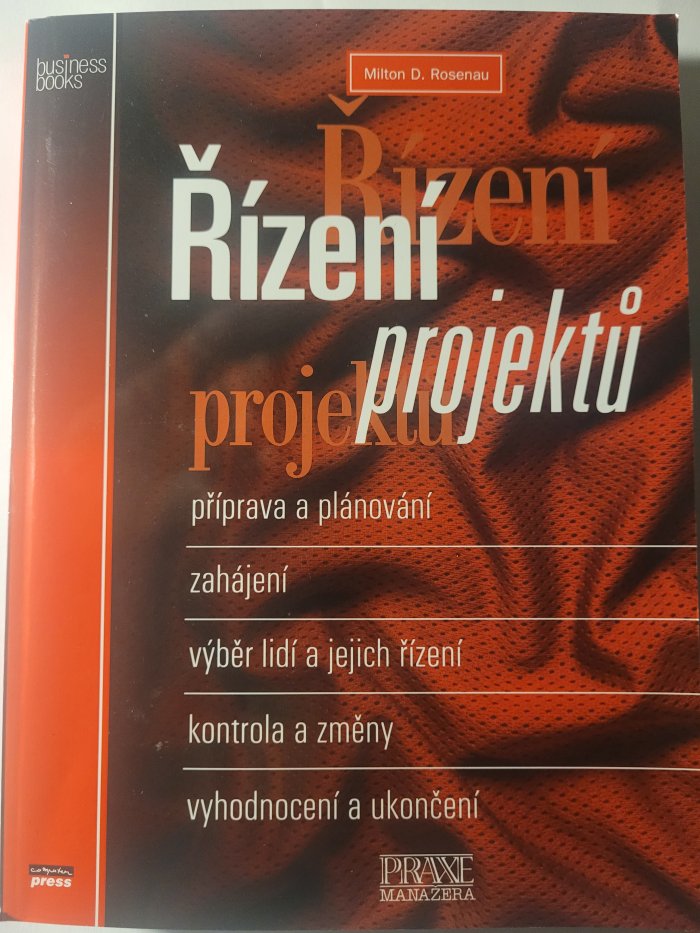 business
books
Milton D. Rosenau
Řízení
Řízení
projektů
projektů
příprava a plánování
zahájení
výběr lidí a jejich řízení
kontrola a změny
vyhodnocení a ukončení
computer
press
PRAXE
MANAŽERA